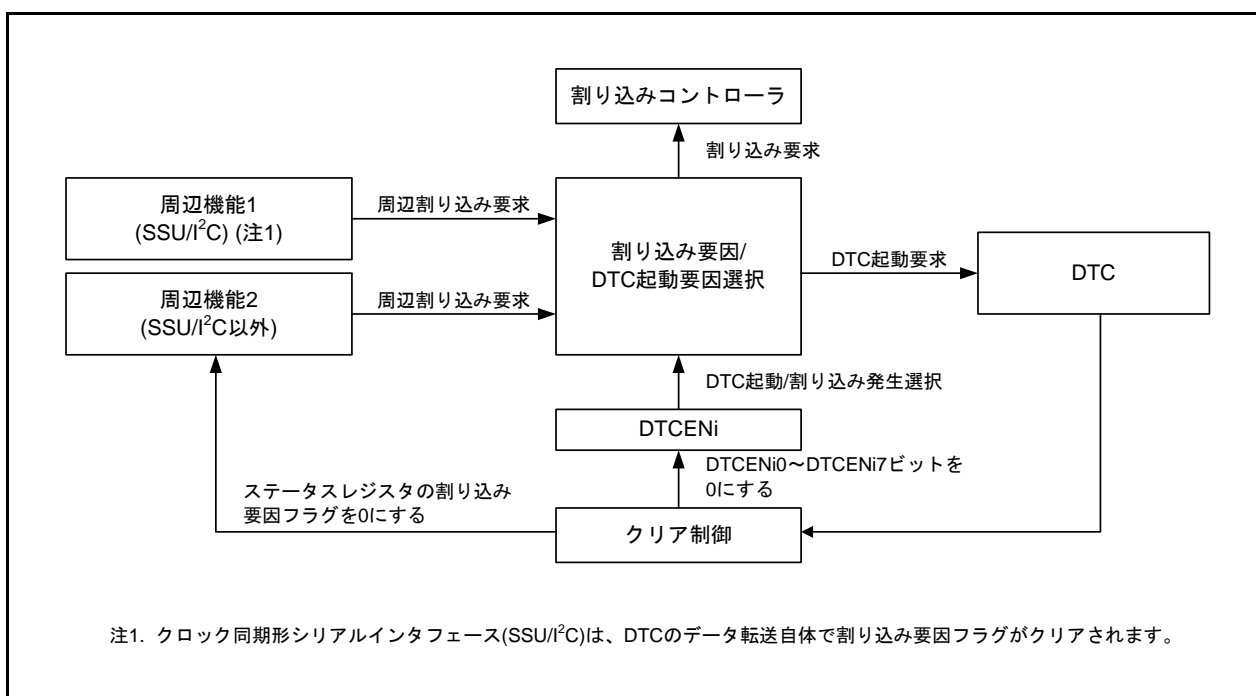 割り込みコントローラ
割り込み要求
周辺機能1
(SSU/I²C) (注1)
周辺割り込み要求
割り込み要因/
DTC起動要因選択
DTC起動要求
DTC
周辺機能2
(SSU/I²C以外)
周辺割り込み要求
DTC起動/割り込み発生選択
DTCENi
DTCENi0～DTCENi7ビットを
0にする
ステータスレジスタの割り込み
要因フラグを0にする
クリア制御
注1. クロック同期形シリアルインタフェース(SSU/I²C)は、DTCのデータ転送自体で割り込み要因フラグがクリアされます。